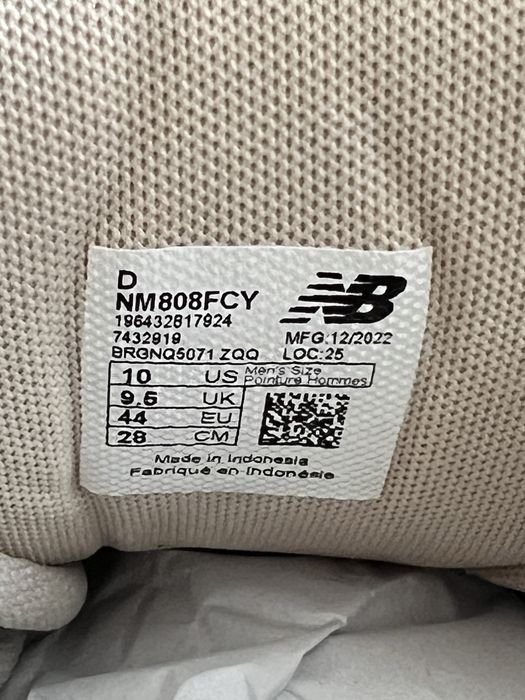 D
NM808FCY
NB
196432817924
7432919
MFG:12/2022
BRGNQ5071 ZQQ LOC:25
10 US Men's Size
Pointure Hommes
9.5 UK
44 EU
28 CM
Made in Indonesia
Fabriqué en Indonésie